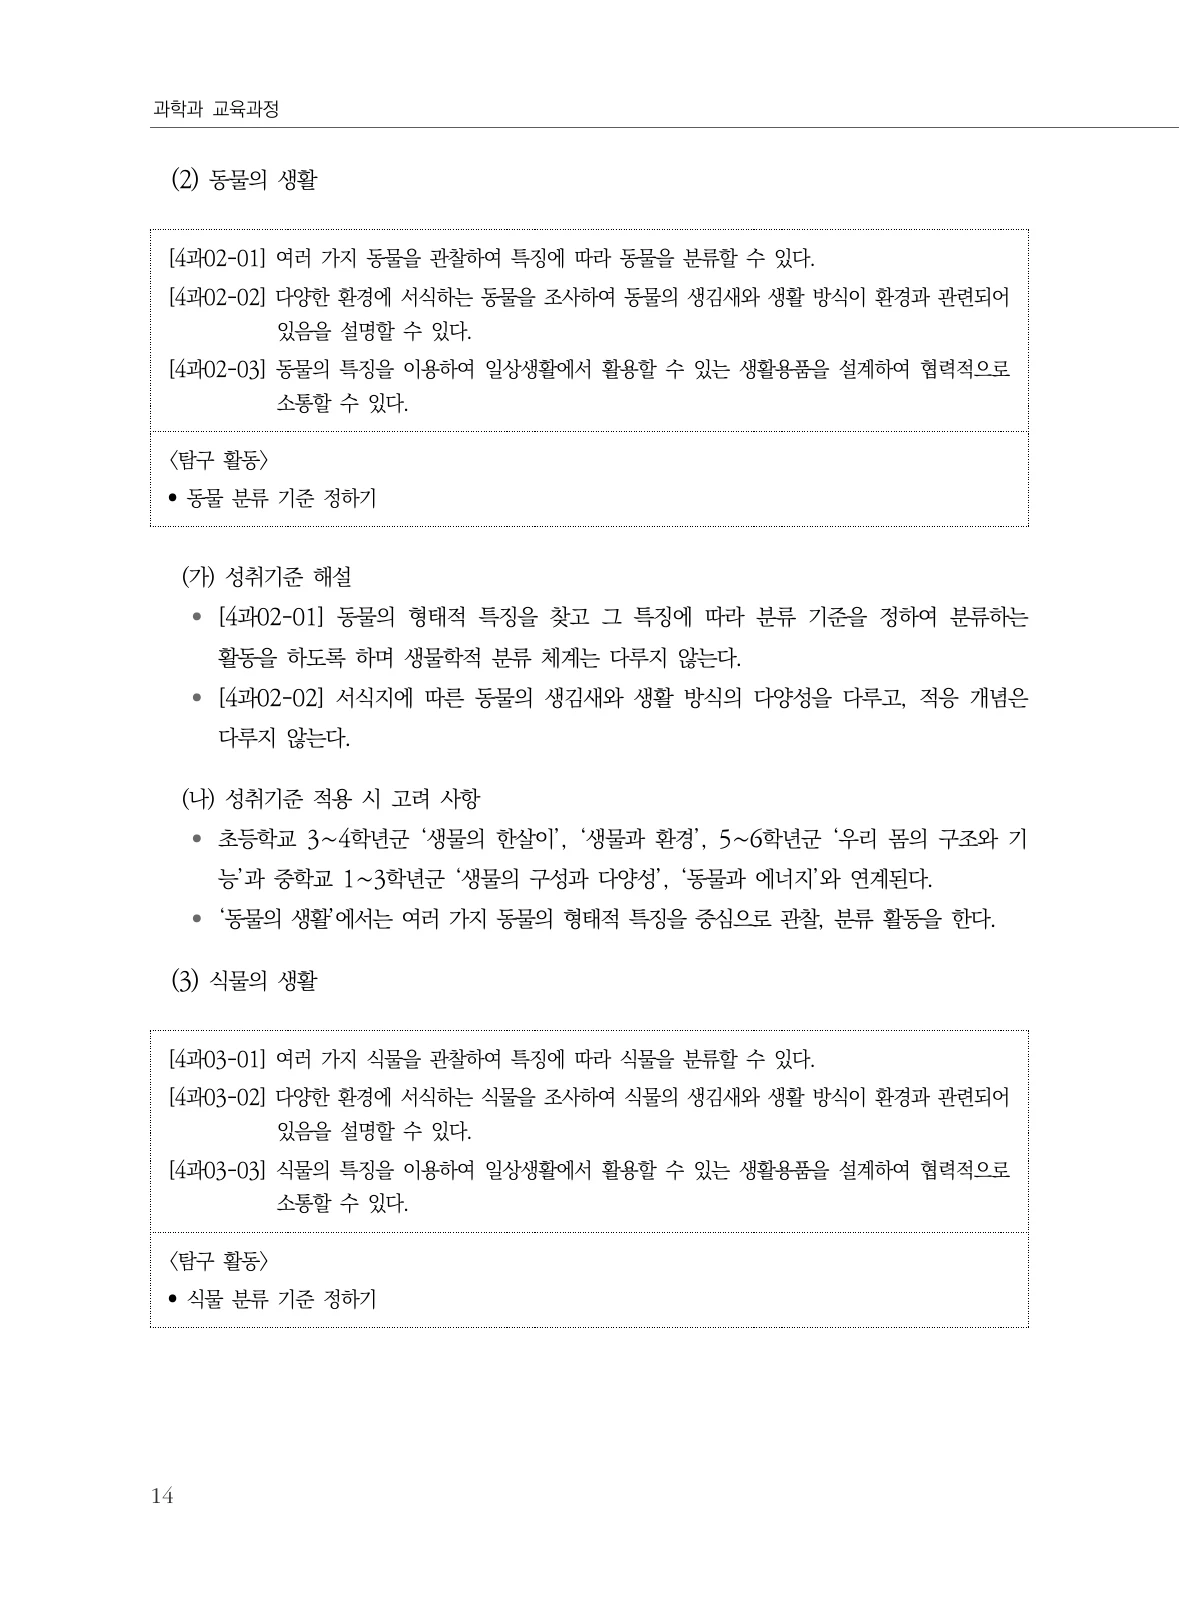 과학과 교육과정
(2) 동물의 생활
[4과02-01] 여러 가지 동물을 관찰하여 특징에 따라 동물을 분류할 수 있다.
[4과02-02] 다양한 환경에 서식하는 동물을 조사하여 동물의 생김새와 생활 방식이 환경과 관련되어
있음을 설명할 수 있다.
[4과02-03] 동물의 특징을 이용하여 일상생활에서 활용할 수 있는 생활용품을 설계하여 협력적으로
소통할 수 있다.
〈탐구 활동〉
• 동물 분류 기준 정하기
(가) 성취기준 해설
• [4과02-01] 동물의 형태적 특징을 찾고 그 특징에 따라 분류 기준을 정하여 분류하는
활동을 하도록 하며 생물학적 분류 체계는 다루지 않는다.
• [4과02-02] 서식지에 따른 동물의 생김새와 생활 방식의 다양성을 다루고, 적응 개념은
다루지 않는다.
(나) 성취기준 적용 시 고려 사항
• 초등학교 3~4학년군 ‘생물의 한살이’, ‘생물과 환경’, 5~6학년군 ‘우리 몸의 구조와 기
능’과 중학교 1~3학년군 ‘생물의 구성과 다양성’, ‘동물과 에너지’와 연계된다.
• ‘동물의 생활’에서는 여러 가지 동물의 형태적 특징을 중심으로 관찰, 분류 활동을 한다.
(3) 식물의 생활
[4과03-01] 여러 가지 식물을 관찰하여 특징에 따라 식물을 분류할 수 있다.
[4과03-02] 다양한 환경에 서식하는 식물을 조사하여 식물의 생김새와 생활 방식이 환경과 관련되어
있음을 설명할 수 있다.
[4과03-03] 식물의 특징을 이용하여 일상생활에서 활용할 수 있는 생활용품을 설계하여 협력적으로
소통할 수 있다.
〈탐구 활동〉
• 식물 분류 기준 정하기
14